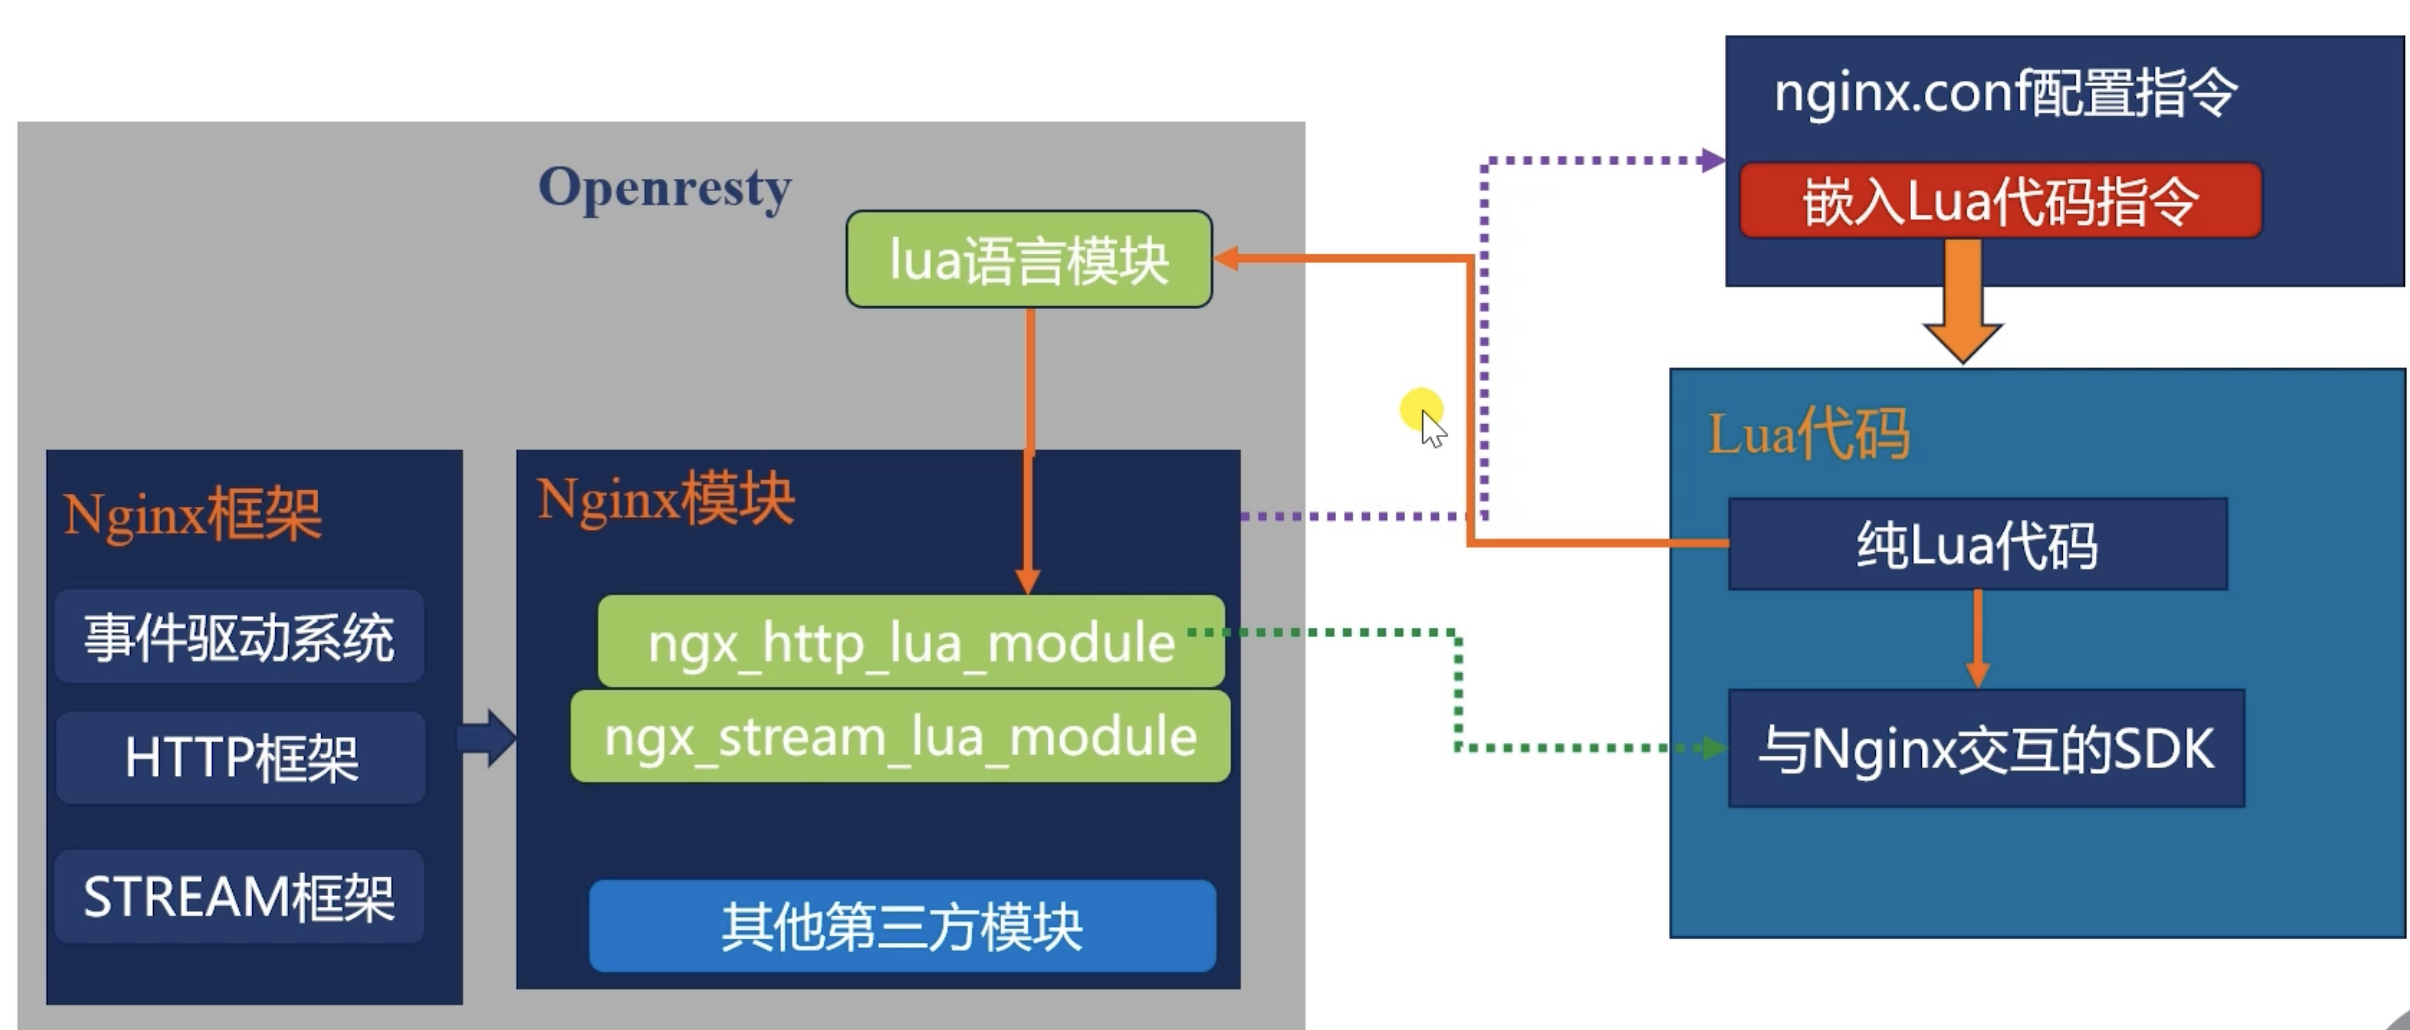 Openresty
lua语言模块
Nginx框架
事件驱动系统
HTTP框架
STREAM框架
Nginx模块
ngx_http_lua_module
ngx_stream_lua_module
其他第三方模块
nginx.conf配置指令
嵌入Lua代码指令
Lua代码
纯Lua代码
与Nginx交互的SDK